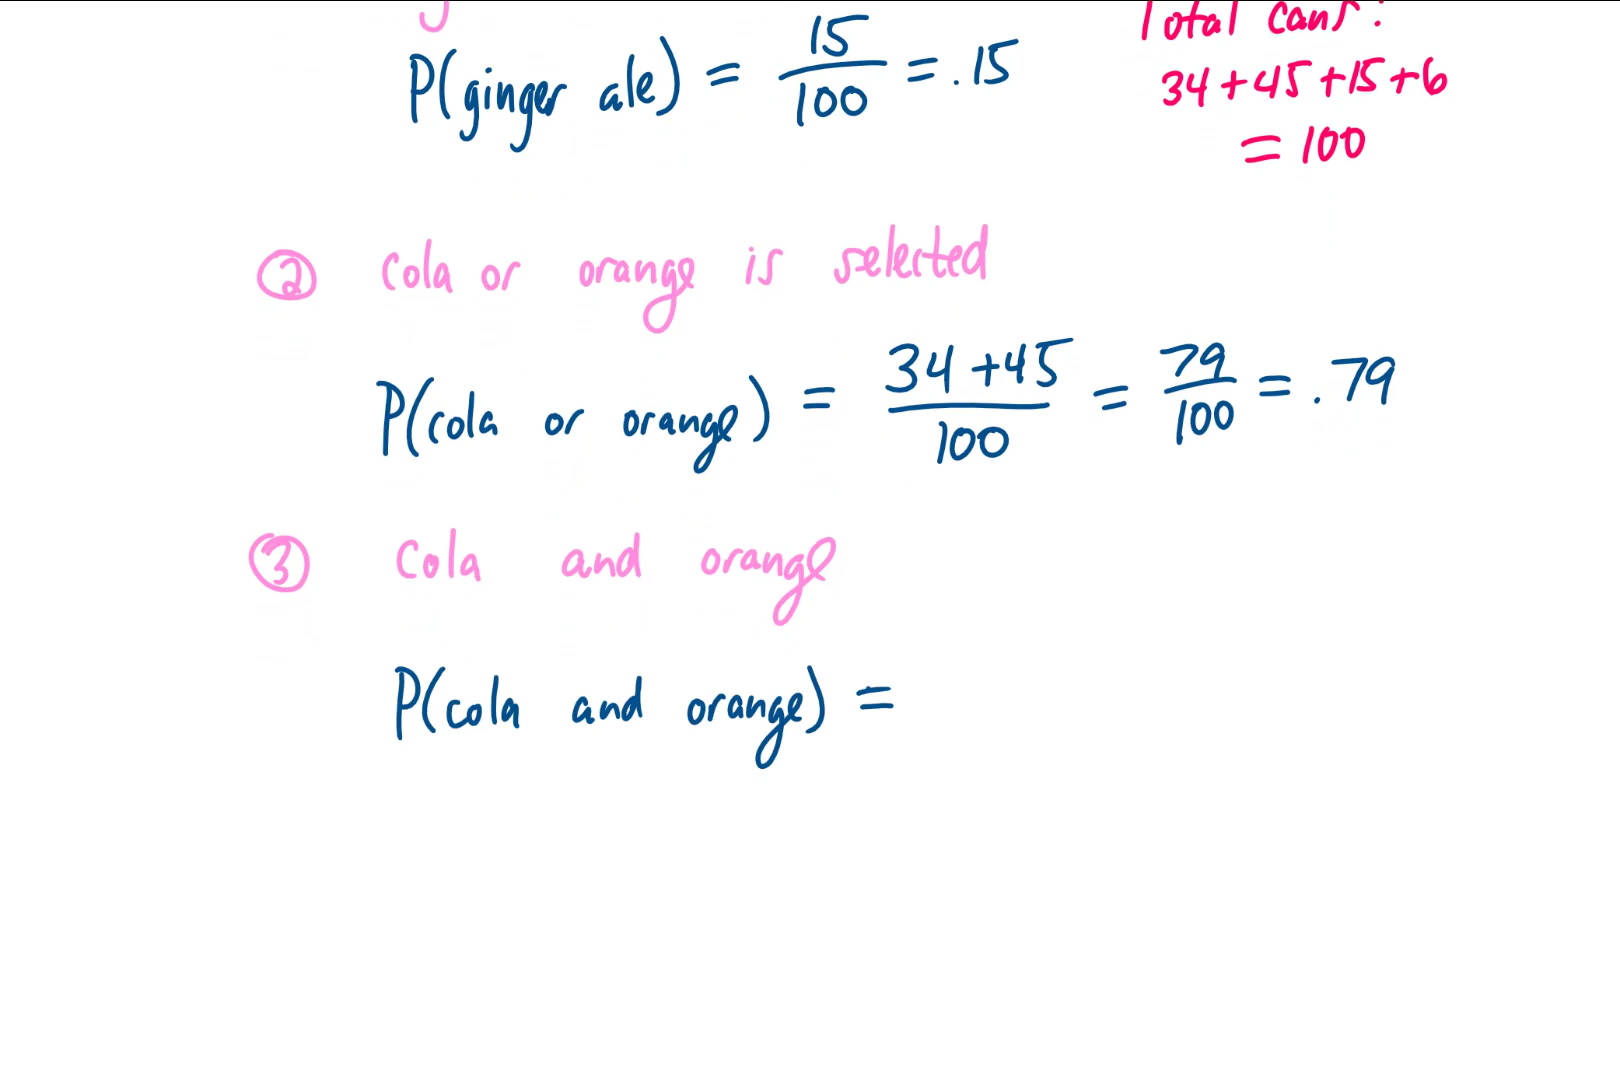 Total cans:
P(ginger ale) = 15/100 = .15
34+45+15+6
= 100
② cola or orange is selected
P(cola or orange) = 34+45/100 = 79/100 = .79
③ cola and orange
P(cola and orange) =